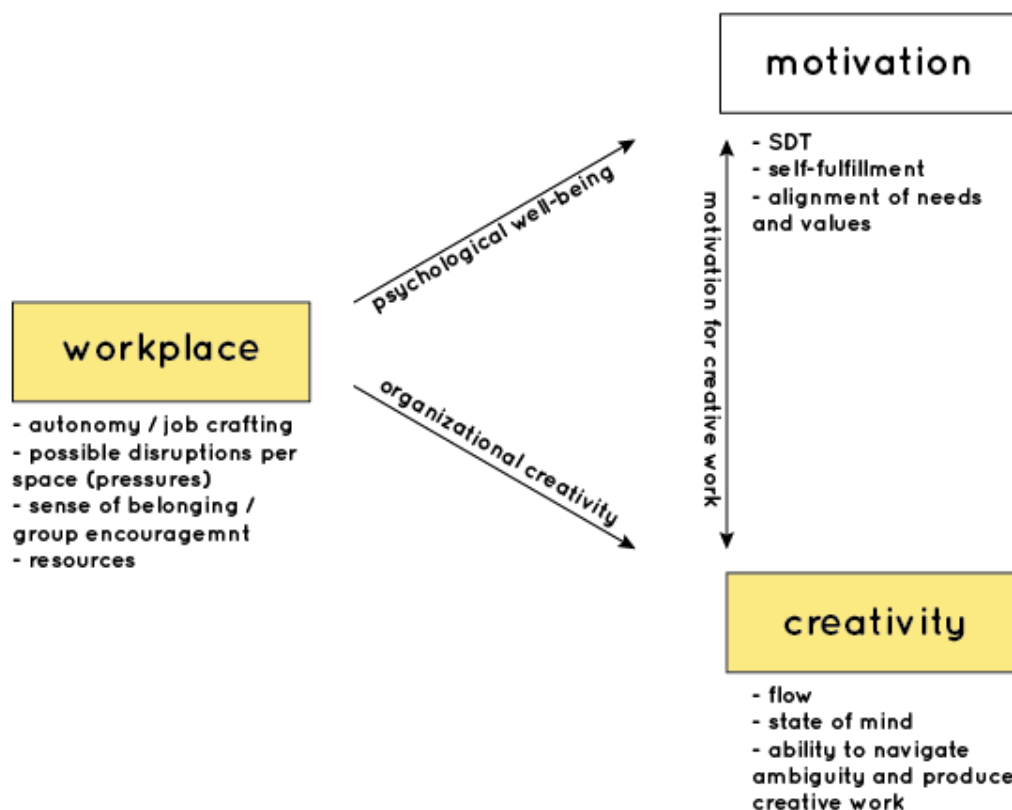 motivation
- SDT
- self-fulfillment
- alignment of needs
and values
psychological well-being
motivation for creative work
workplace
- autonomy / job crafting
- possible disruptions per
space (pressures)
- sense of belonging /
group encouragemnt
- resources
organizational creativity
creativity
- flow
- state of mind
- ability to navigate
ambiguity and produce
creative work